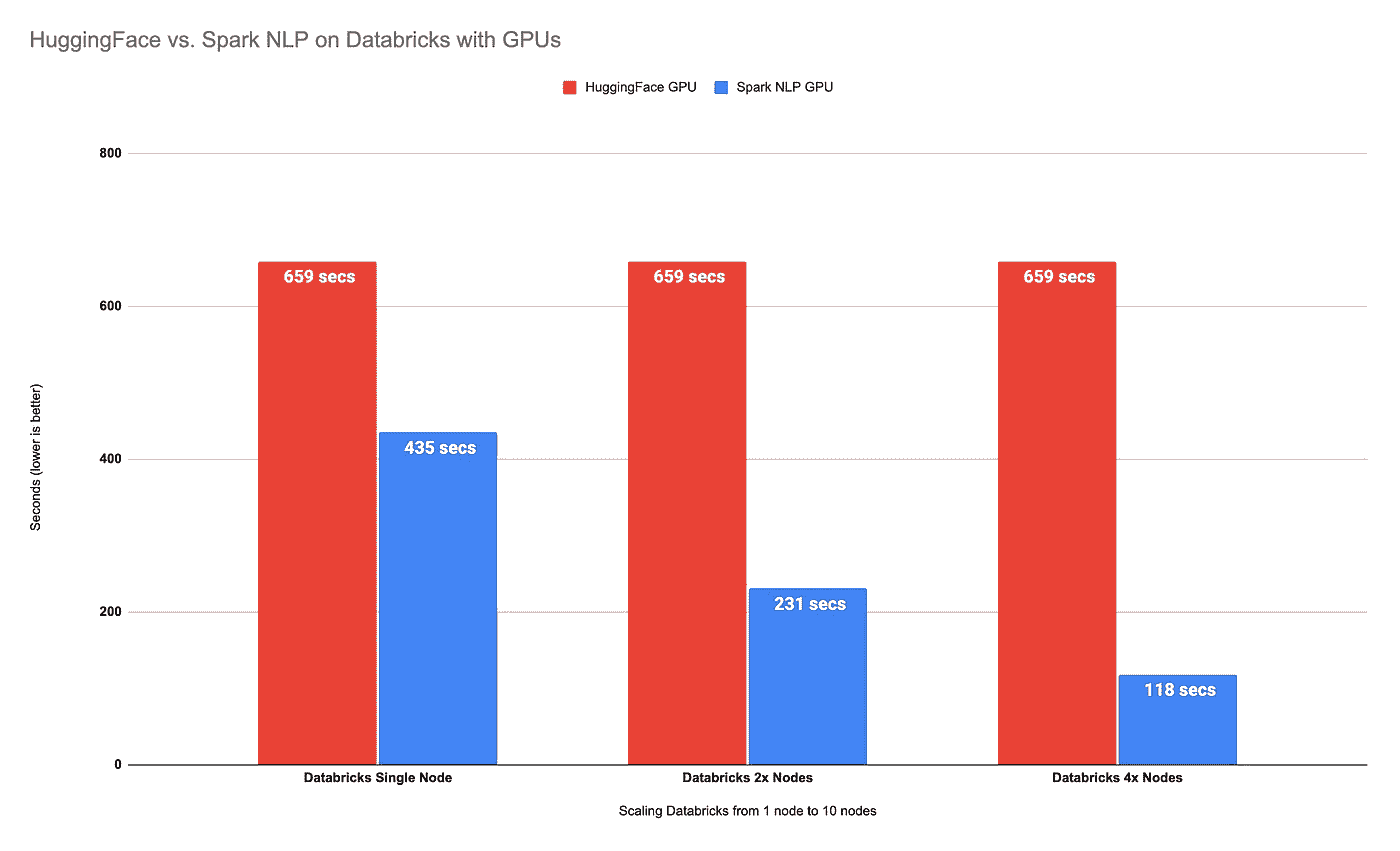 HuggingFace vs. Spark NLP on Databricks with GPUs
HuggingFace GPU Spark NLP GPU
800
600
400
200
0
Seconds (lower is better)
659 secs
435 secs
659 secs
231 secs
659 secs
118 secs
Databricks Single Node
Databricks 2x Nodes
Databricks 4x Nodes
Scaling Databricks from 1 node to 10 nodes